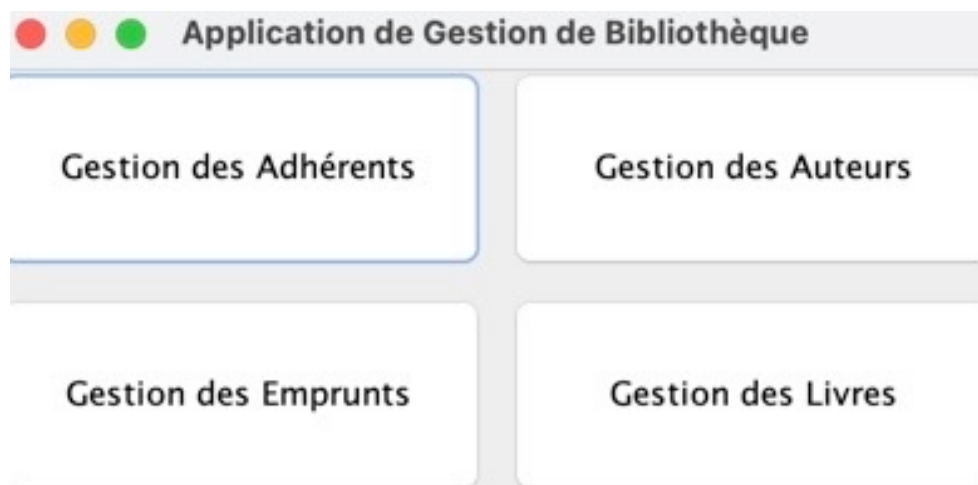 Application de Gestion de Bibliothèque
Gestion des Adhérents
Gestion des Auteurs
Gestion des Emprunts
Gestion des Livres